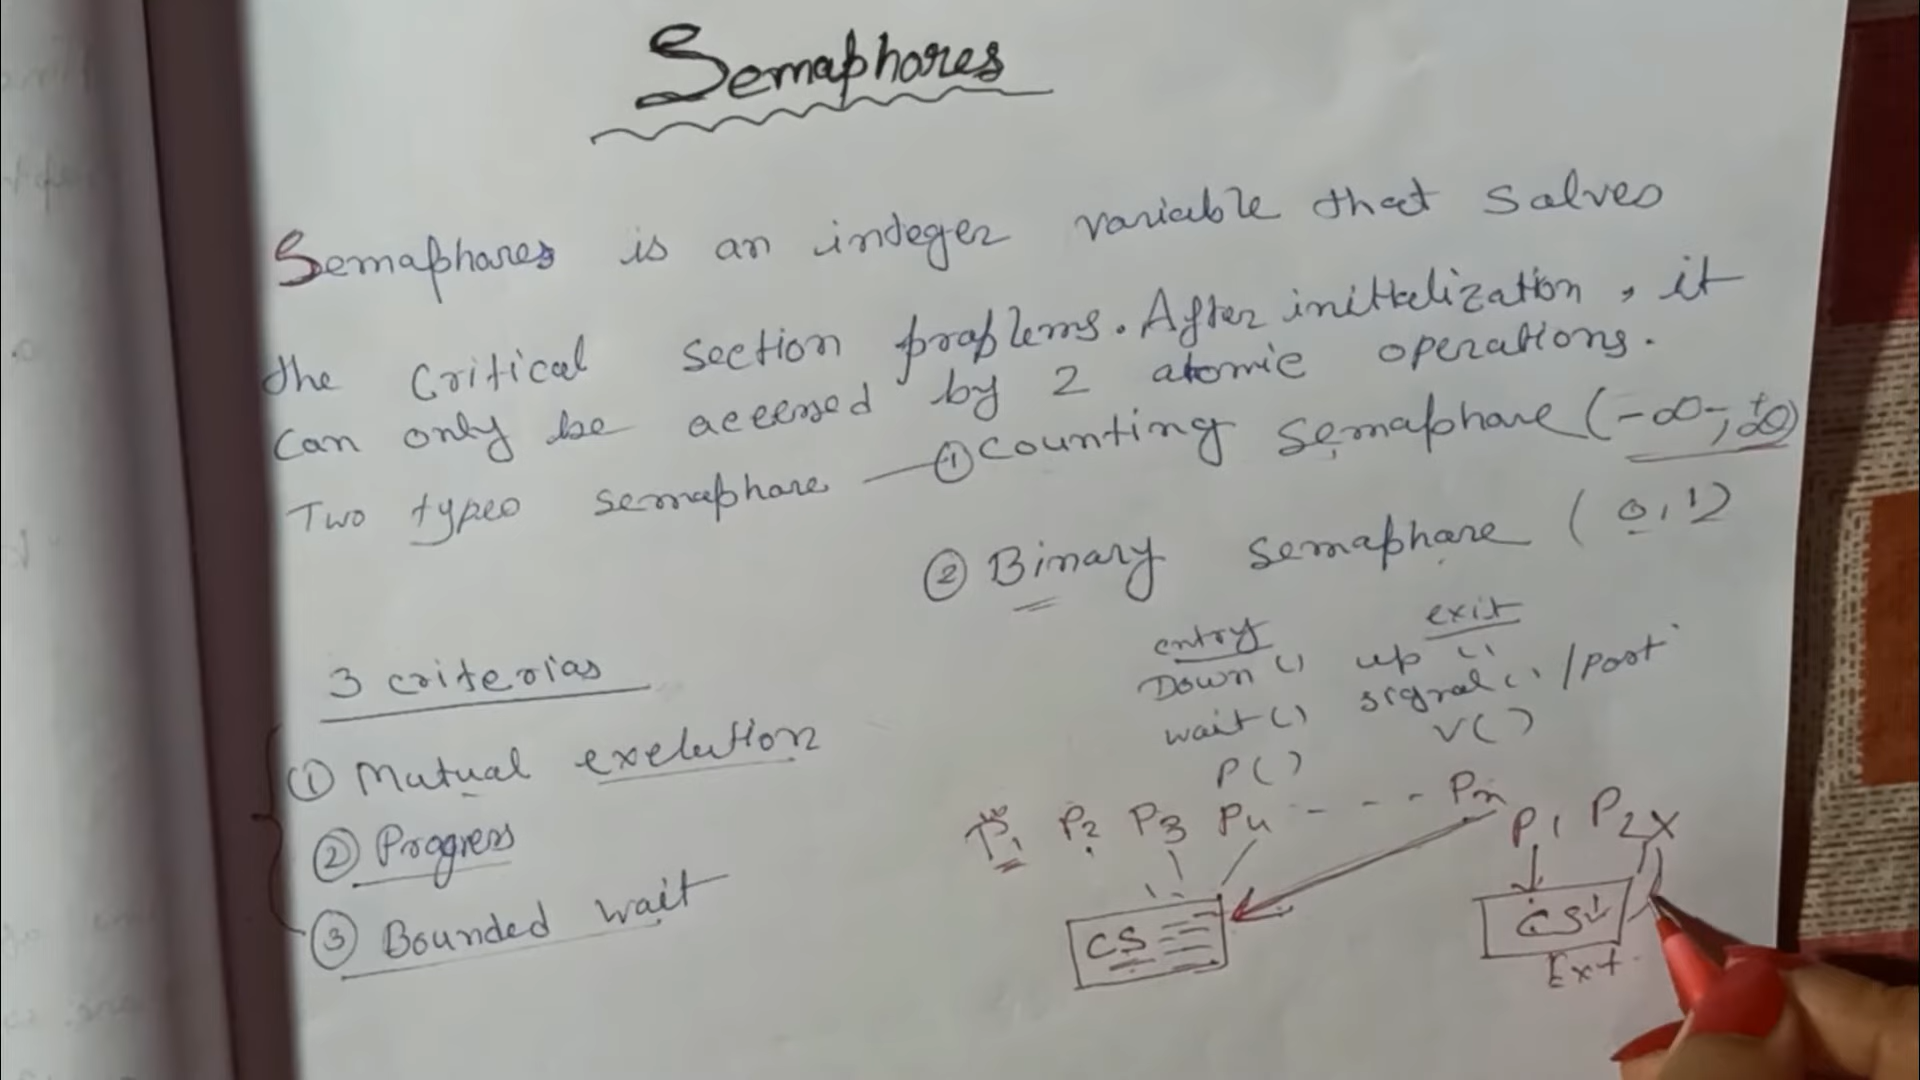 Semaphores
Semaphores is an integer variable that solves
the critical section problems. After initialization, it
can only be accessed by 2 atomic operations.
Two types semaphore — ① Counting semaphore (-∞, +∞)
② Binary semaphore (0,1)
3 criterias
① Mutual exclution
② Progress
③ Bounded wait
entry exit
Down () up ()
wait () signal () / post
P() V()
P1 P2 P3 P4 - - - - Pn
P1 P2 X
CS
CS
Ext.